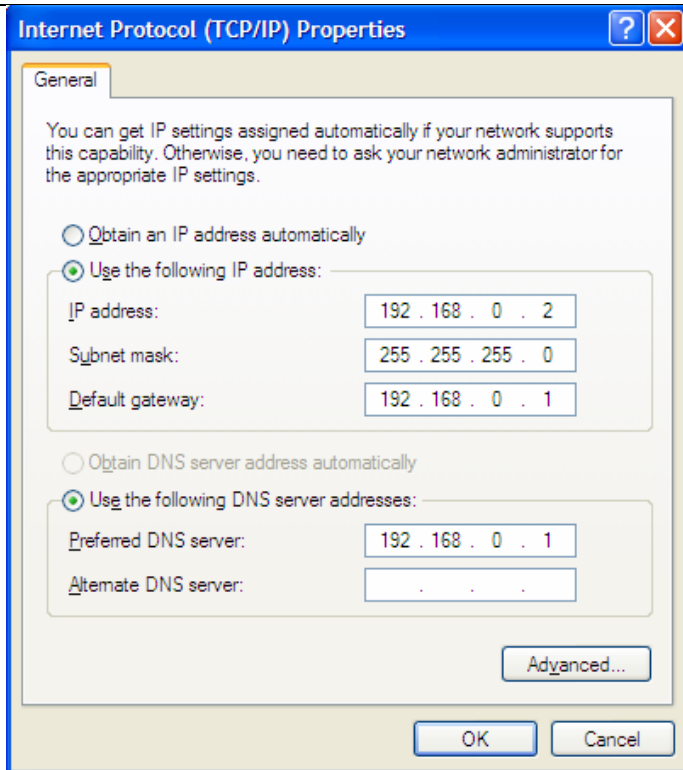 Internet Protocol (TCP/IP) Properties
General
You can get IP settings assigned automatically if your network supports
this capability. Otherwise, you need to ask your network administrator for
the appropriate IP settings.
Obtain an IP address automatically
Use the following IP address:
IP address: 192 . 168 . 0 . 2
Subnet mask: 255 . 255 . 255 . 0
Default gateway: 192 . 168 . 0 . 1
Obtain DNS server address automatically
Use the following DNS server addresses:
Preferred DNS server: 192 . 168 . 0 . 1
Alternate DNS server: . . .
Advanced...
OK Cancel